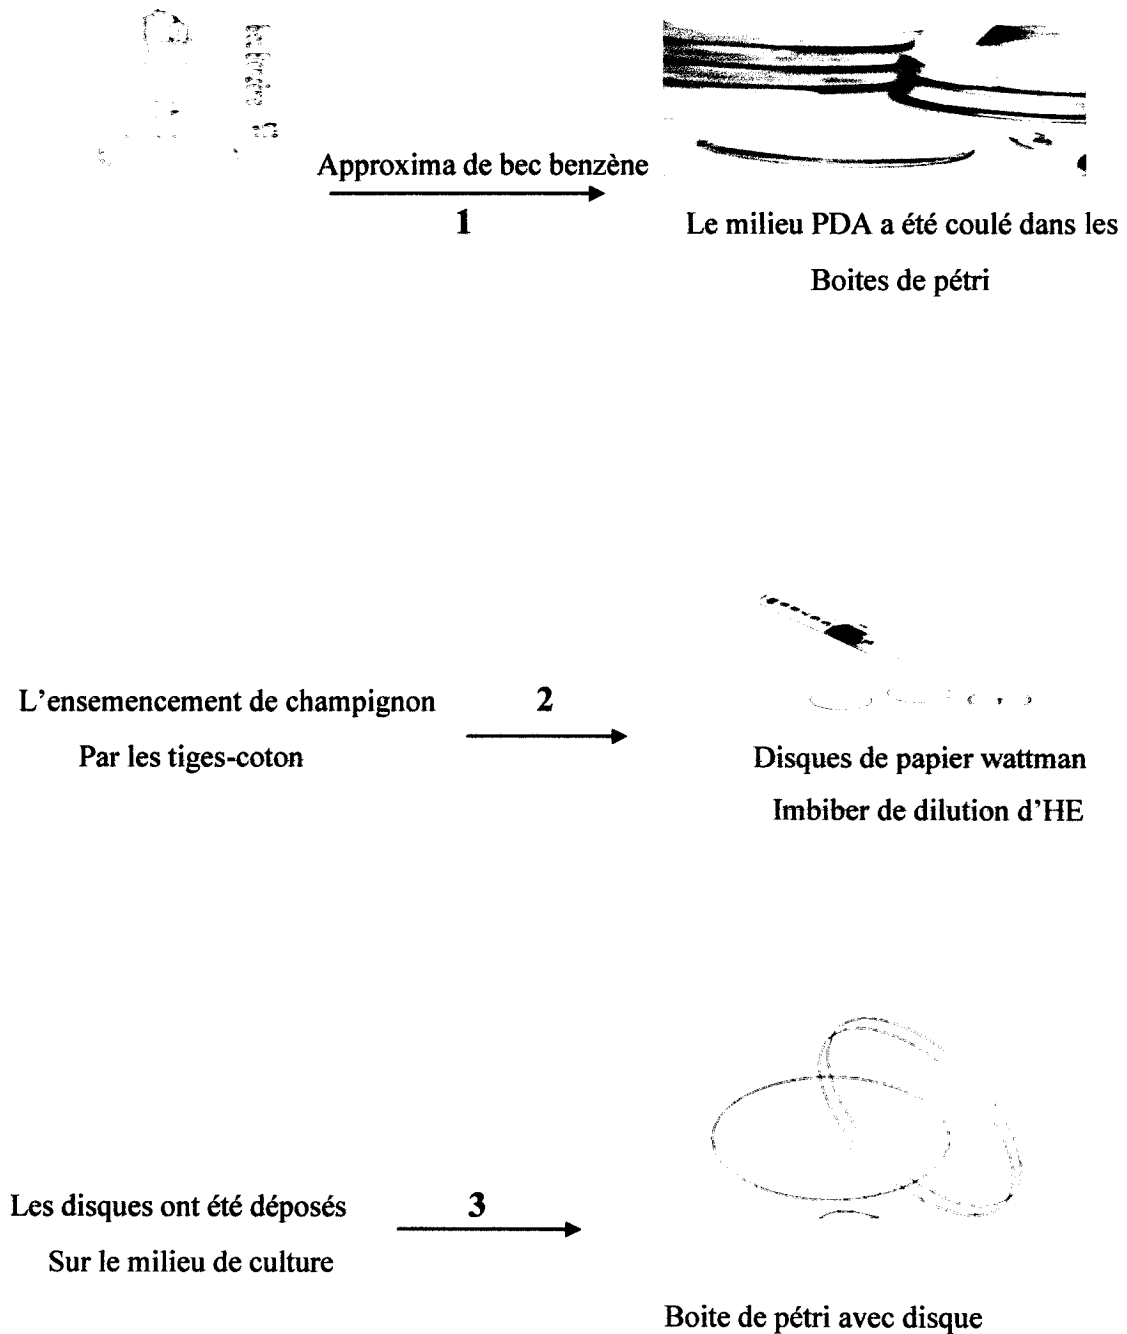 Approxima de bec benzène
1
Le milieu PDA a été coulé dans les
Boites de pétri
L'ensemencement de champignon
Par les tiges-coton
2
Disques de papier wattman
Imbiber de dilution d'HE
Les disques ont été déposés
Sur le milieu de culture
3
Boite de pétri avec disque